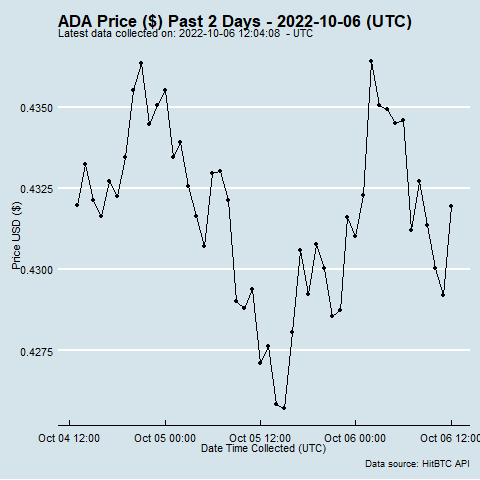 ADA Price ($) Past 2 Days - 2022-10-06 (UTC)
Latest data collected on: 2022-10-06 12:04:08 - UTC
Price USD ($)
0.4350
0.4325
0.4300
0.4275
Oct 04 12:00 Oct 05 00:00 Oct 05 12:00 Oct 06 00:00 Oct 06 12:00
Date Time Collected (UTC)
Data source: HitBTC API